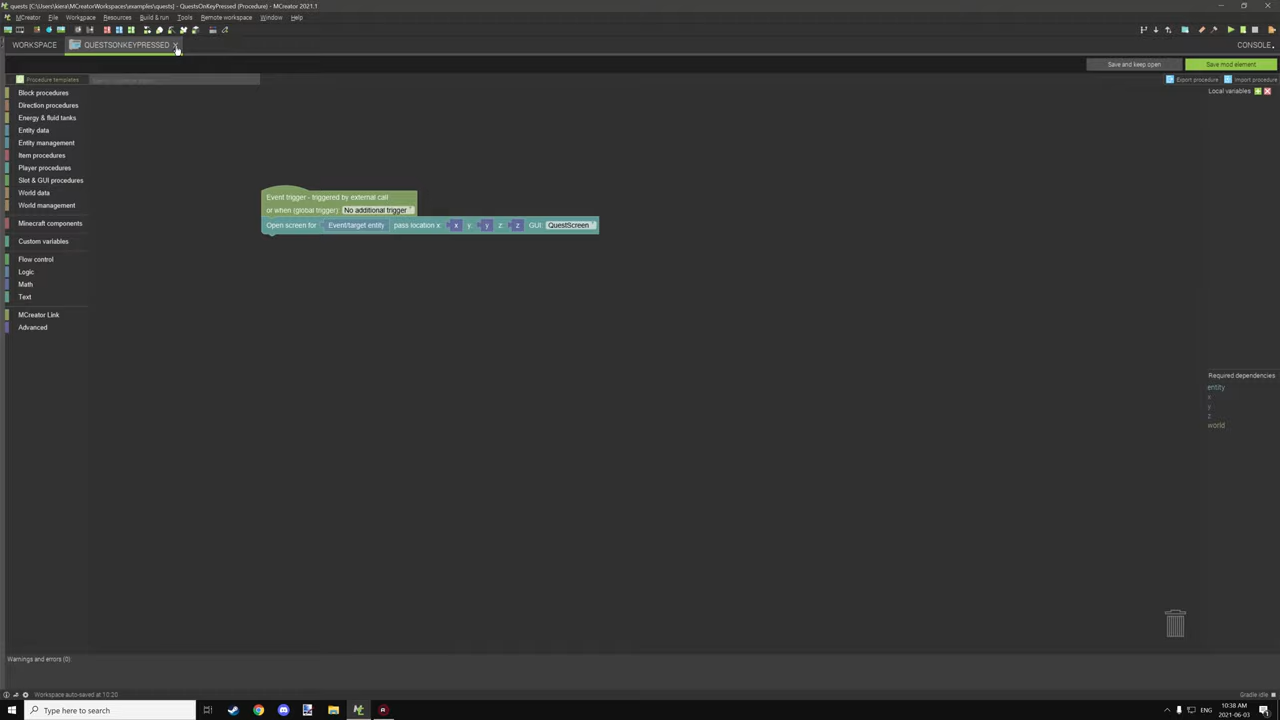 quests [C:\Users\kiera\MCreatorWorkspaces\examples\quests] - QuestsOnKeyPressed (Procedure) - MCreator 2021.1
MCreator File Workspace Resources Build & run Tools Remote workspace Window Help
WORKSPACE QUESTSONKEYPRESSED x CONSOLE
Save and keep open Save mod element
Procedure templates Export procedure Import procedure
Local variables
Block procedures
Direction procedures
Energy & fluid tanks
Entity data
Entity management
Item procedures
Player procedures
Slot & GUI procedures
World data
World management
Minecraft components
Custom variables
Flow control
Logic
Math
Text
MCreator Link
Advanced
Event trigger - triggered by external call
or when (global trigger): No additional trigger
Open screen for Event/target entity pass location x: x y: y z: z GUI: QuestScreen
Required dependencies
entity
x
y
z
world
Warnings and errors (0):
Workspace auto-saved at 10:20 Gradle idle
Type here to search
ENG
10:38 AM
2021-06-03